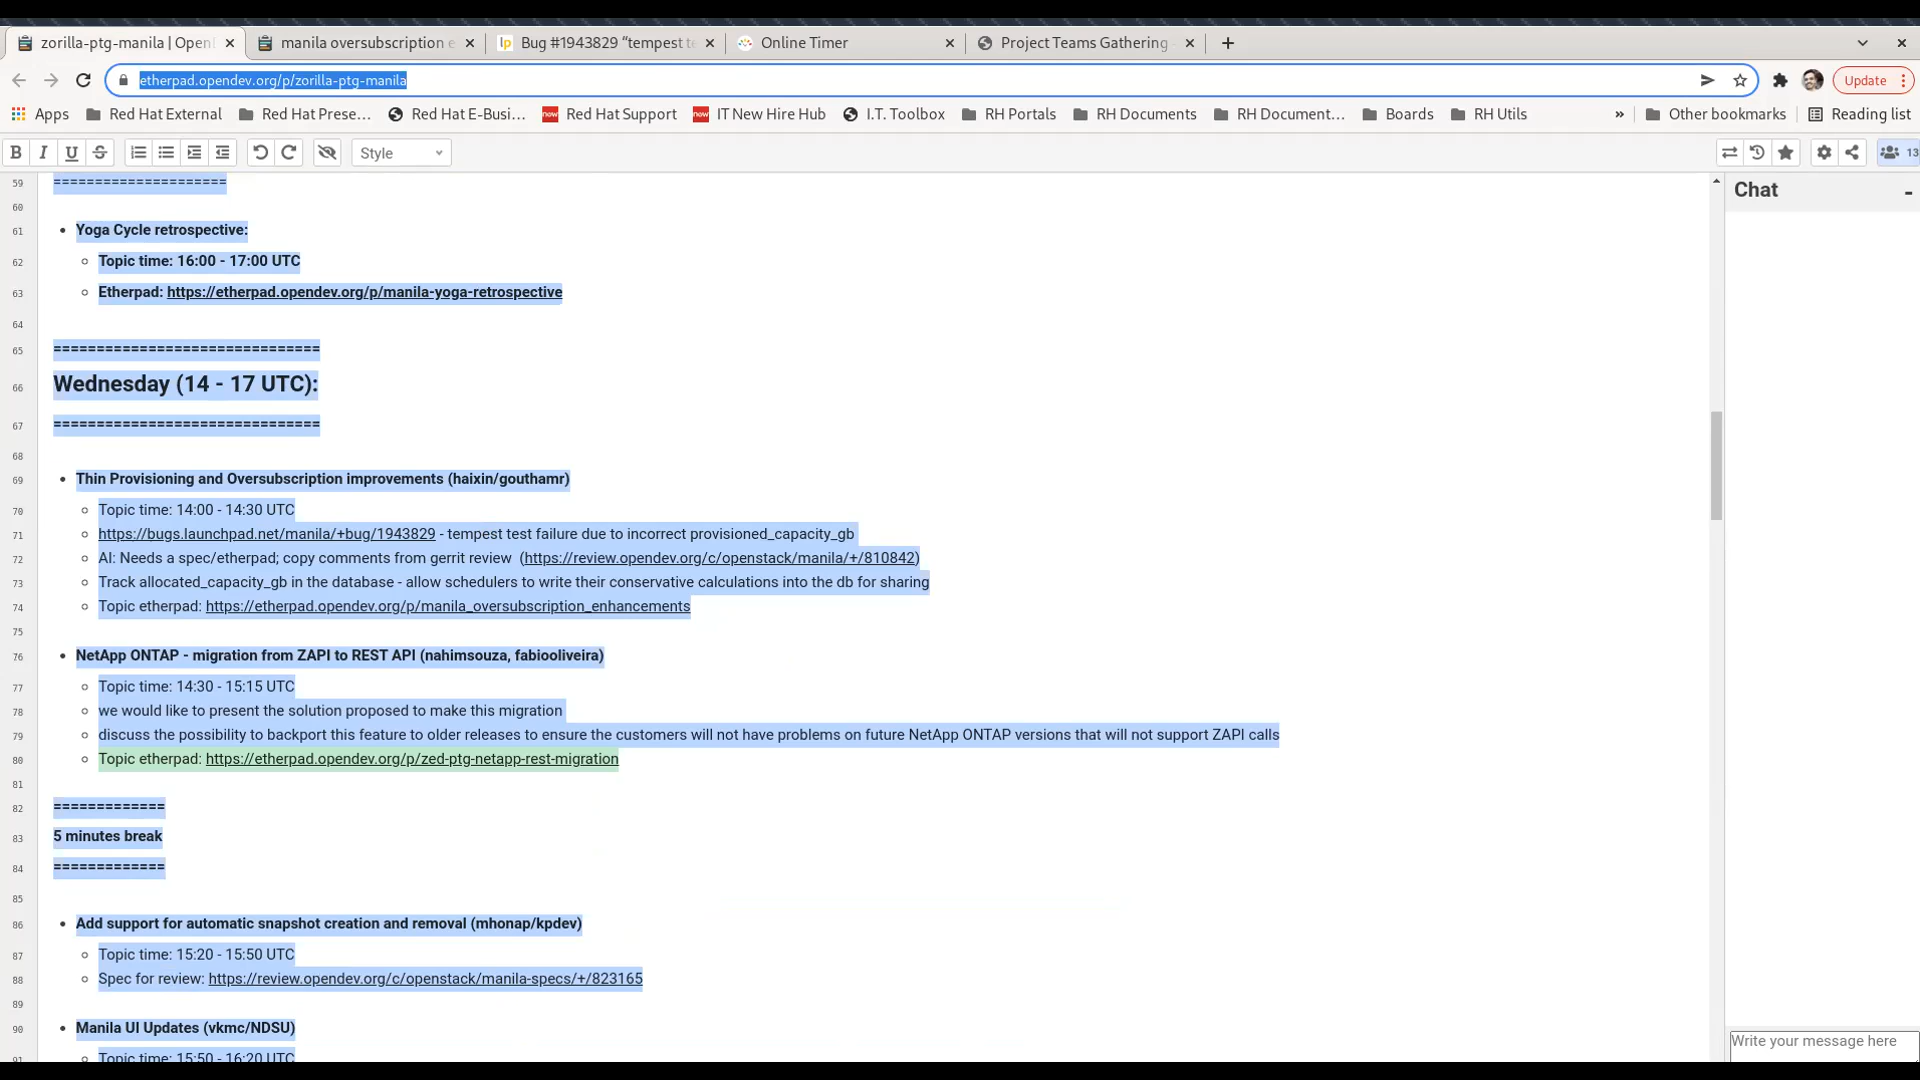 zorilla-ptg-manila | OpenD
manila oversubscription e
Bug #1943829 “tempest te
Online Timer
Project Teams Gathering
etherpad.opendev.org/p/zorilla-ptg-manila
Update
Apps
Red Hat External
Red Hat Prese…
Red Hat E-Busi…
Red Hat Support
IT New Hire Hub
I.T. Toolbox
RH Portals
RH Documents
RH Document…
Boards
RH Utils
»
Other bookmarks
Reading list
B I U S
Style
13
Chat
-
59 ====================
60
61 • Yoga Cycle retrospective:
62 ◦ Topic time: 16:00 - 17:00 UTC
63 ◦ Etherpad: https://etherpad.opendev.org/p/manila-yoga-retrospective
64
65 ===============================
66 Wednesday (14 - 17 UTC):
67 ===============================
68
69 • Thin Provisioning and Oversubscription improvements (haixin/gouthamr)
70 ◦ Topic time: 14:00 - 14:30 UTC
71 ◦ https://bugs.launchpad.net/manila/+bug/1943829 - tempest test failure due to incorrect provisioned_capacity_gb
72 ◦ AI: Needs a spec/etherpad; copy comments from gerrit review (https://review.opendev.org/c/openstack/manila/+/810842)
73 ◦ Track allocated_capacity_gb in the database - allow schedulers to write their conservative calculations into the db for sharing
74 ◦ Topic etherpad: https://etherpad.opendev.org/p/manila_oversubscription_enhancements
75
76 • NetApp ONTAP - migration from ZAPI to REST API (nahimsouza, fabiooliveira)
77 ◦ Topic time: 14:30 - 15:15 UTC
78 ◦ we would like to present the solution proposed to make this migration
79 ◦ discuss the possibility to backport this feature to older releases to ensure the customers will not have problems on future NetApp ONTAP versions that will not support ZAPI calls
80 ◦ Topic etherpad: https://etherpad.opendev.org/p/zed-ptg-netapp-rest-migration
81
82 =============
83 5 minutes break
84 =============
85
86 • Add support for automatic snapshot creation and removal (mhonap/kpdev)
87 ◦ Topic time: 15:20 - 15:50 UTC
88 ◦ Spec for review: https://review.opendev.org/c/openstack/manila-specs/+/823165
89
90 • Manila UI Updates (vkmc/NDSU)
91 ◦ Topic time: 15:50 - 16:20 UTC
Write your message here